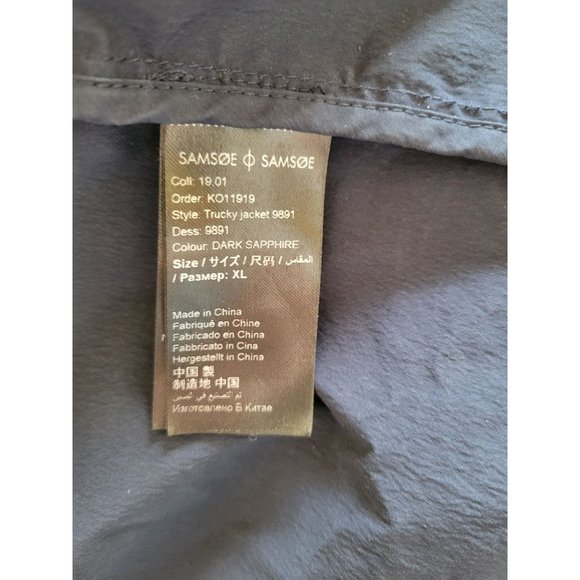 SAMSØE ɸ SAMSØE
Coll: 19.01
Order: KO11919
Style: Trucky jacket 9891
Dess: 9891
Colour: DARK SAPPHIRE
Size / サイズ / 尺码 / المقاس
/ Размер: XL
Made in China
Fabriqué en Chine
Fabricado en China
Fabbricato in Cina
Hergestellt in China
中国 製
制造地 中国
تم التصنيع في الصين
Изготовлено В Китае